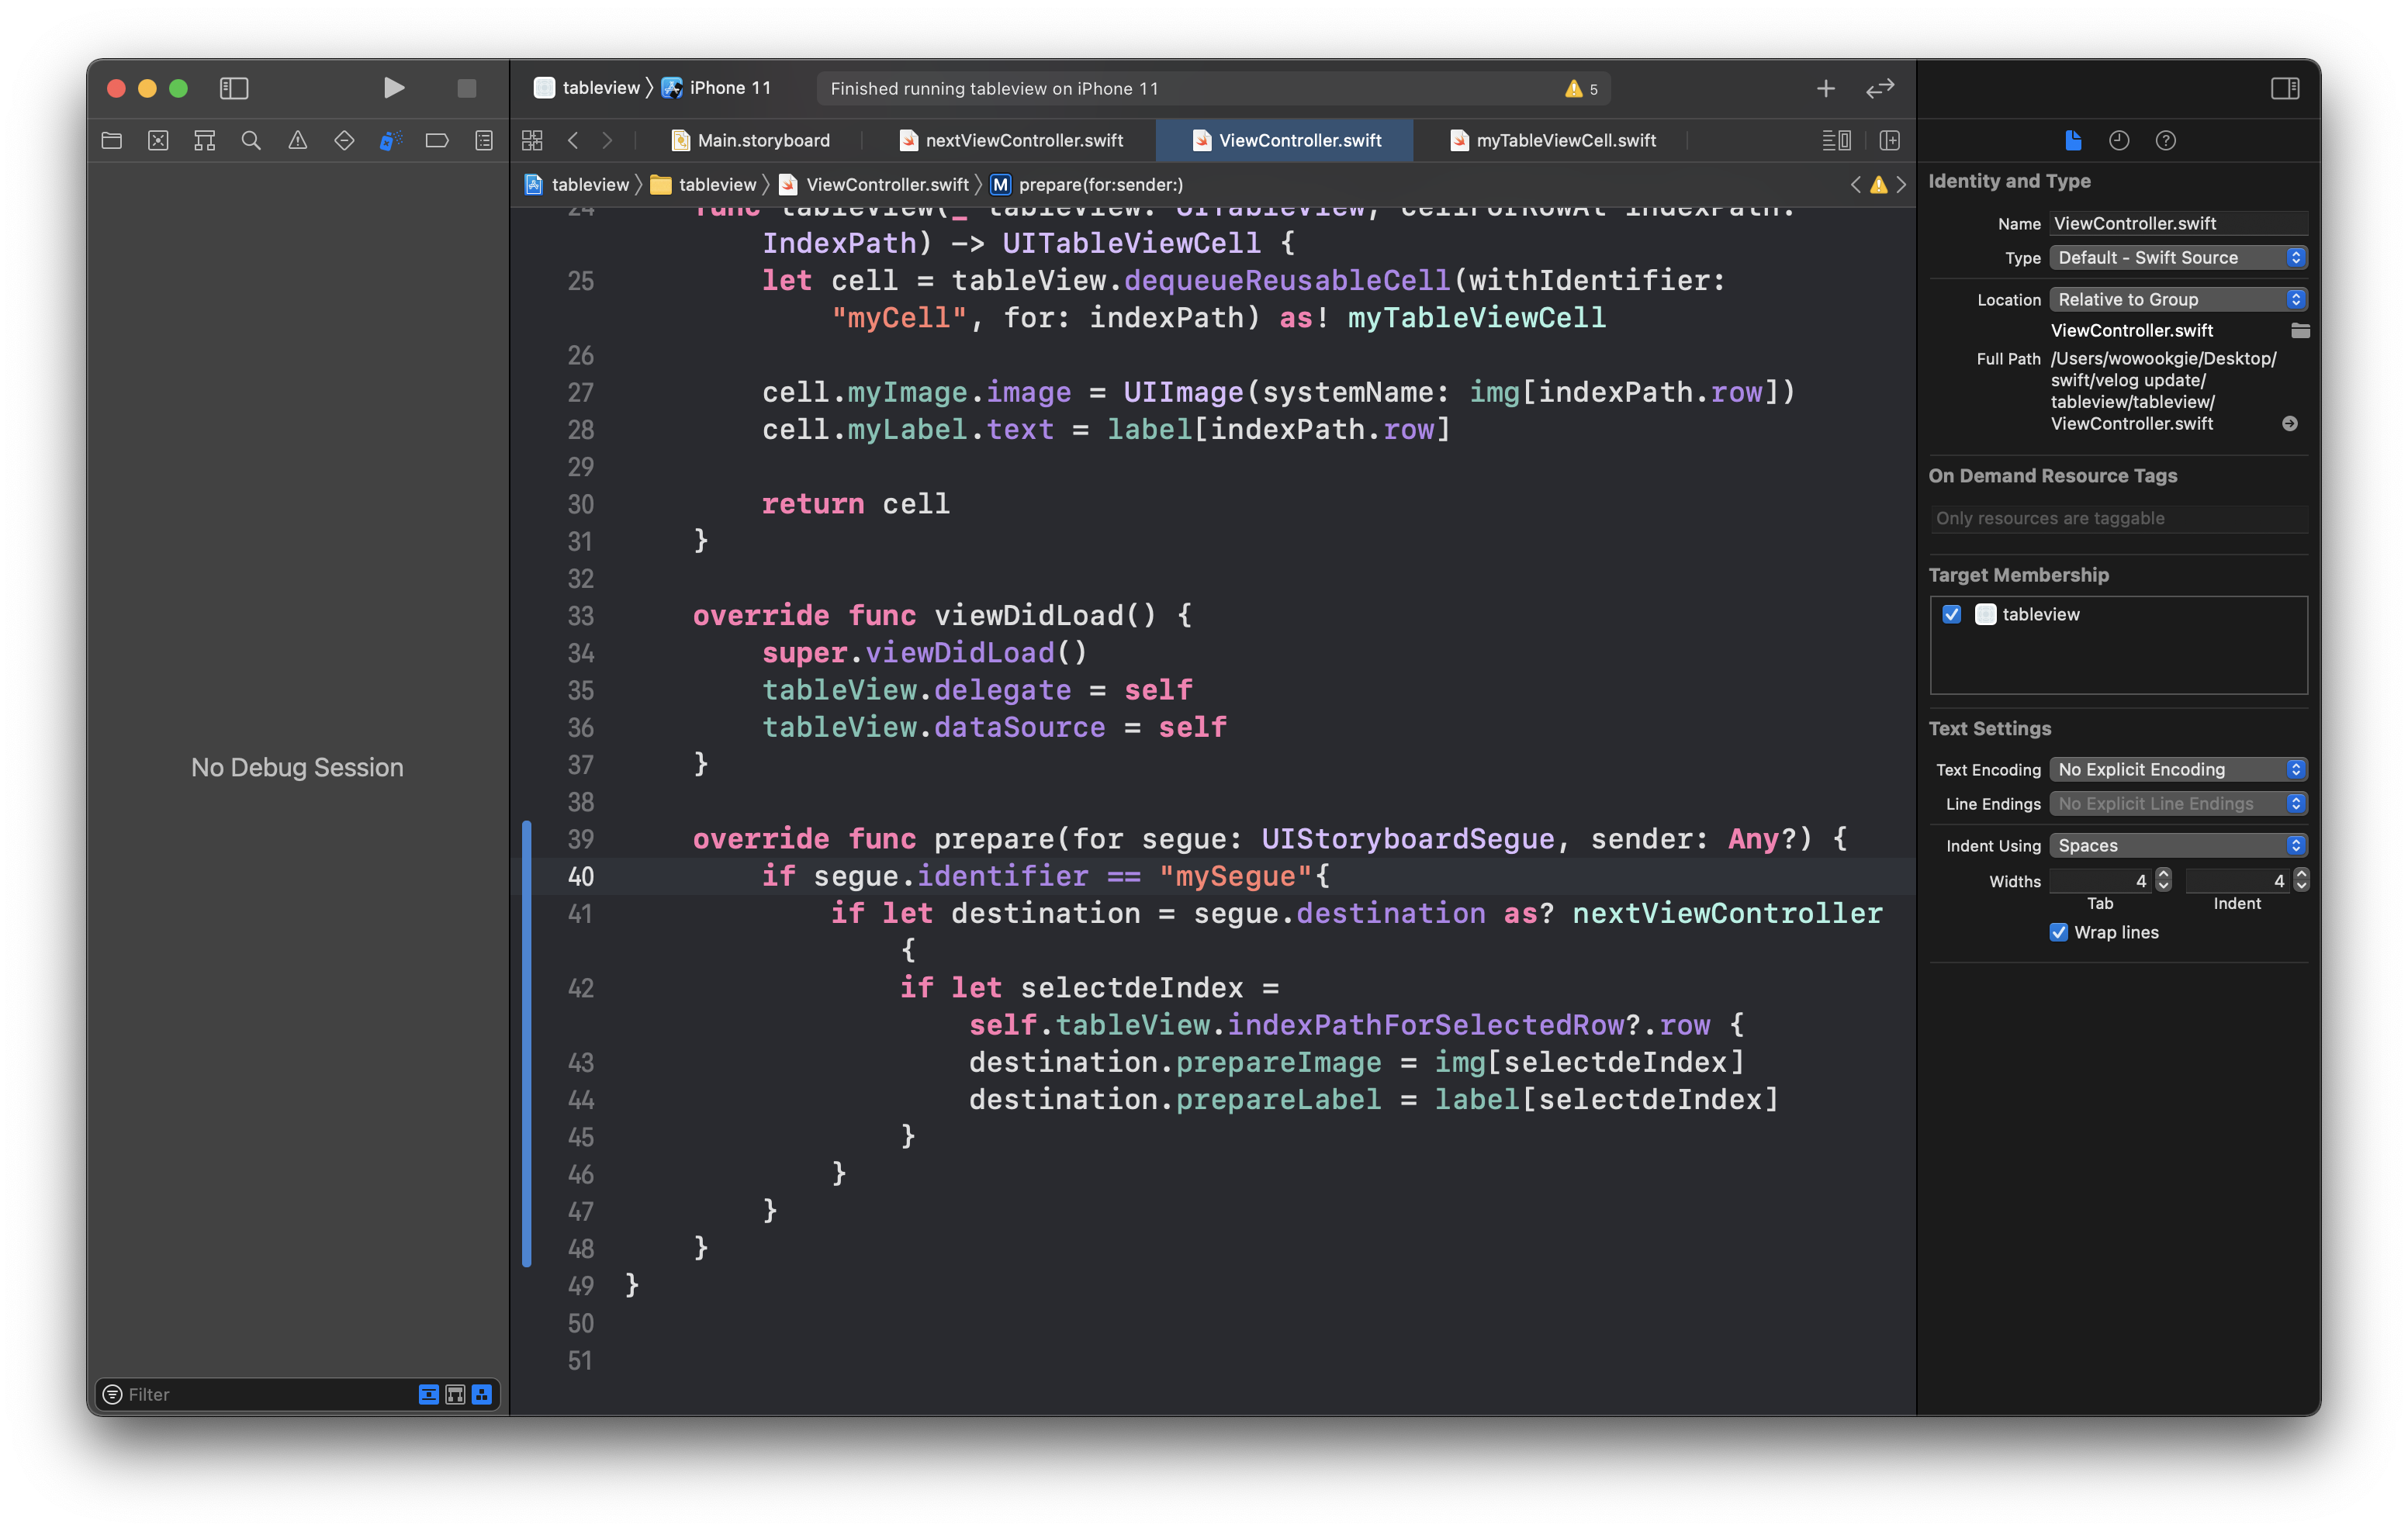 tableview 〉 iPhone 11
Finished running tableview on iPhone 11
5
Main.storyboard
nextViewController.swift
ViewController.swift
myTableViewCell.swift
tableview 〉 tableview 〉 ViewController.swift 〉 M prepare(for:sender:)
24 func tableView(_ tableView: UITableView, cellForRowAt indexPath:
IndexPath) -> UITableViewCell {
25 let cell = tableView.dequeueReusableCell(withIdentifier:
"myCell", for: indexPath) as! myTableViewCell
26
27 cell.myImage.image = UIImage(systemName: img[indexPath.row])
28 cell.myLabel.text = label[indexPath.row]
29
30 return cell
31 }
32
33 override func viewDidLoad() {
34 super.viewDidLoad()
35 tableView.delegate = self
36 tableView.dataSource = self
37 }
38
39 override func prepare(for segue: UIStoryboardSegue, sender: Any?) {
40 if segue.identifier == "mySegue"{
41 if let destination = segue.destination as? nextViewController
{
42 if let selectdeIndex =
self.tableView.indexPathForSelectedRow?.row {
43 destination.prepareImage = img[selectdeIndex]
44 destination.prepareLabel = label[selectdeIndex]
45 }
46 }
47 }
48 }
49 }
50
51
No Debug Session
Filter
Identity and Type
Name ViewController.swift
Type Default - Swift Source
Location Relative to Group
ViewController.swift
Full Path /Users/wowookgie/Desktop/
swift/velog update/
tableview/tableview/
ViewController.swift
On Demand Resource Tags
Only resources are taggable
Target Membership
tableview
Text Settings
Text Encoding No Explicit Encoding
Line Endings No Explicit Line Endings
Indent Using Spaces
Widths 4 4
Tab Indent
Wrap lines